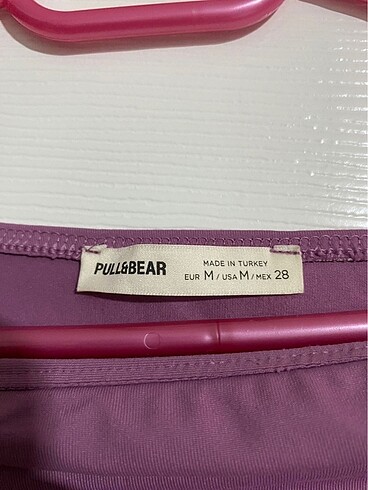 PULL&BEAR
MADE IN TURKEY
EUR M / USA M / MEX 28